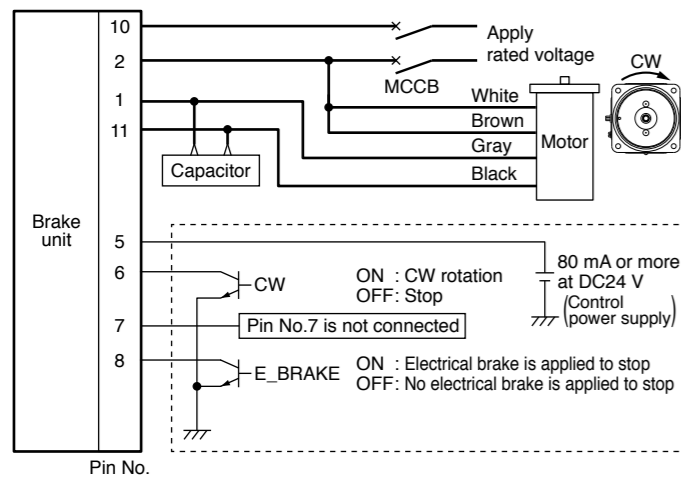 10
Apply
rated voltage
2
CW
MCCB
1
White
Brown
11
Gray
Motor
Black
Capacitor
Brake
unit
5
80 mA or more
at DC24 V
(Control
power supply)
6
CW
ON : CW rotation
OFF: Stop
7
Pin No.7 is not connected
8
E_BRAKE
ON : Electrical brake is applied to stop
OFF: No electrical brake is applied to stop
Pin No.